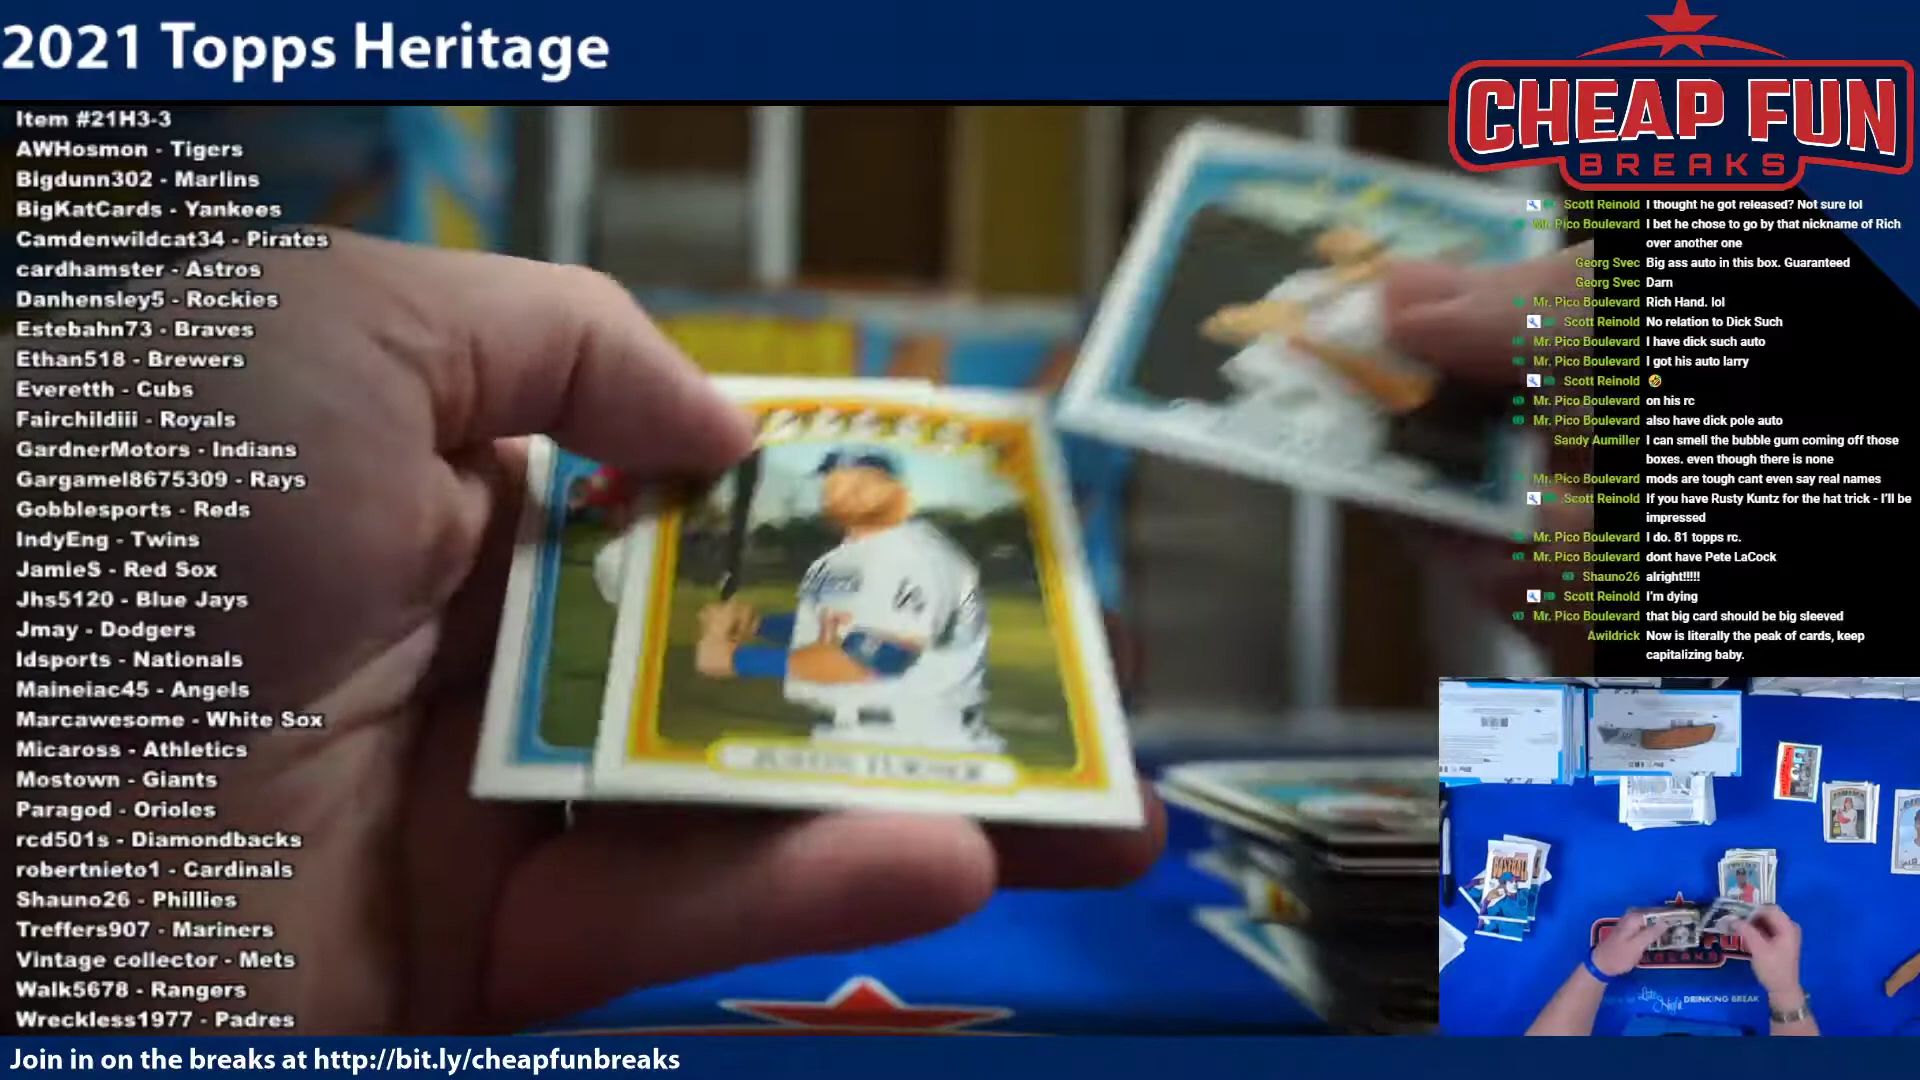 2021 Topps Heritage
CHEAP FUN
BREAKS
Item #21H3-3
AWHosmon - Tigers
Bigdunn302 - Marlins
BigKatCards - Yankees
Camdenwildcat34 - Pirates
cardhamster - Astros
Danhensley5 - Rockies
Estebahn73 - Braves
Ethan518 - Brewers
Everetth - Cubs
Fairchildiii - Royals
GardnerMotors - Indians
Gargamel8675309 - Rays
Gobblesports - Reds
IndyEng - Twins
JamieS - Red Sox
Jhs5120 - Blue Jays
Jmay - Dodgers
ldsports - Nationals
Maineiac45 - Angels
Marcawesome - White Sox
Micaross - Athletics
Mostown - Giants
Paragod - Orioles
rcd501s - Diamondbacks
robertnieto1 - Cardinals
Shauno26 - Phillies
Treffers907 - Mariners
Vintage collector - Mets
Walk5678 - Rangers
Wreckless1977 - Padres
JUSTIN TURNER
Scott Reinold I thought he got released? Not sure lol
Mr. Pico Boulevard I bet he chose to go by that nickname of Rich
over another one
Georg Svec Big ass auto in this box. Guaranteed
Georg Svec Darn
Mr. Pico Boulevard Rich Hand. lol
Scott Reinold No relation to Dick Such
Mr. Pico Boulevard I have dick such auto
Mr. Pico Boulevard I got his auto larry
Scott Reinold 🤣
Mr. Pico Boulevard on his rc
Mr. Pico Boulevard also have dick pole auto
Sandy Aumiller I can smell the bubble gum coming off those
boxes. even though there is none
Mr. Pico Boulevard mods are tough cant even say real names
Scott Reinold If you have Rusty Kuntz for the hat trick - I'll be
impressed
Mr. Pico Boulevard I do. 81 topps rc.
Mr. Pico Boulevard dont have Pete LaCock
Shauno26 alright!!!!!
Scott Reinold I'm dying
Mr. Pico Boulevard that big card should be big sleeved
Awildrick Now is literally the peak of cards, keep
capitalizing baby.
BASEBALL
Late Night DRINKING BREAK
Join in on the breaks at http://bit.ly/cheapfunbreaks